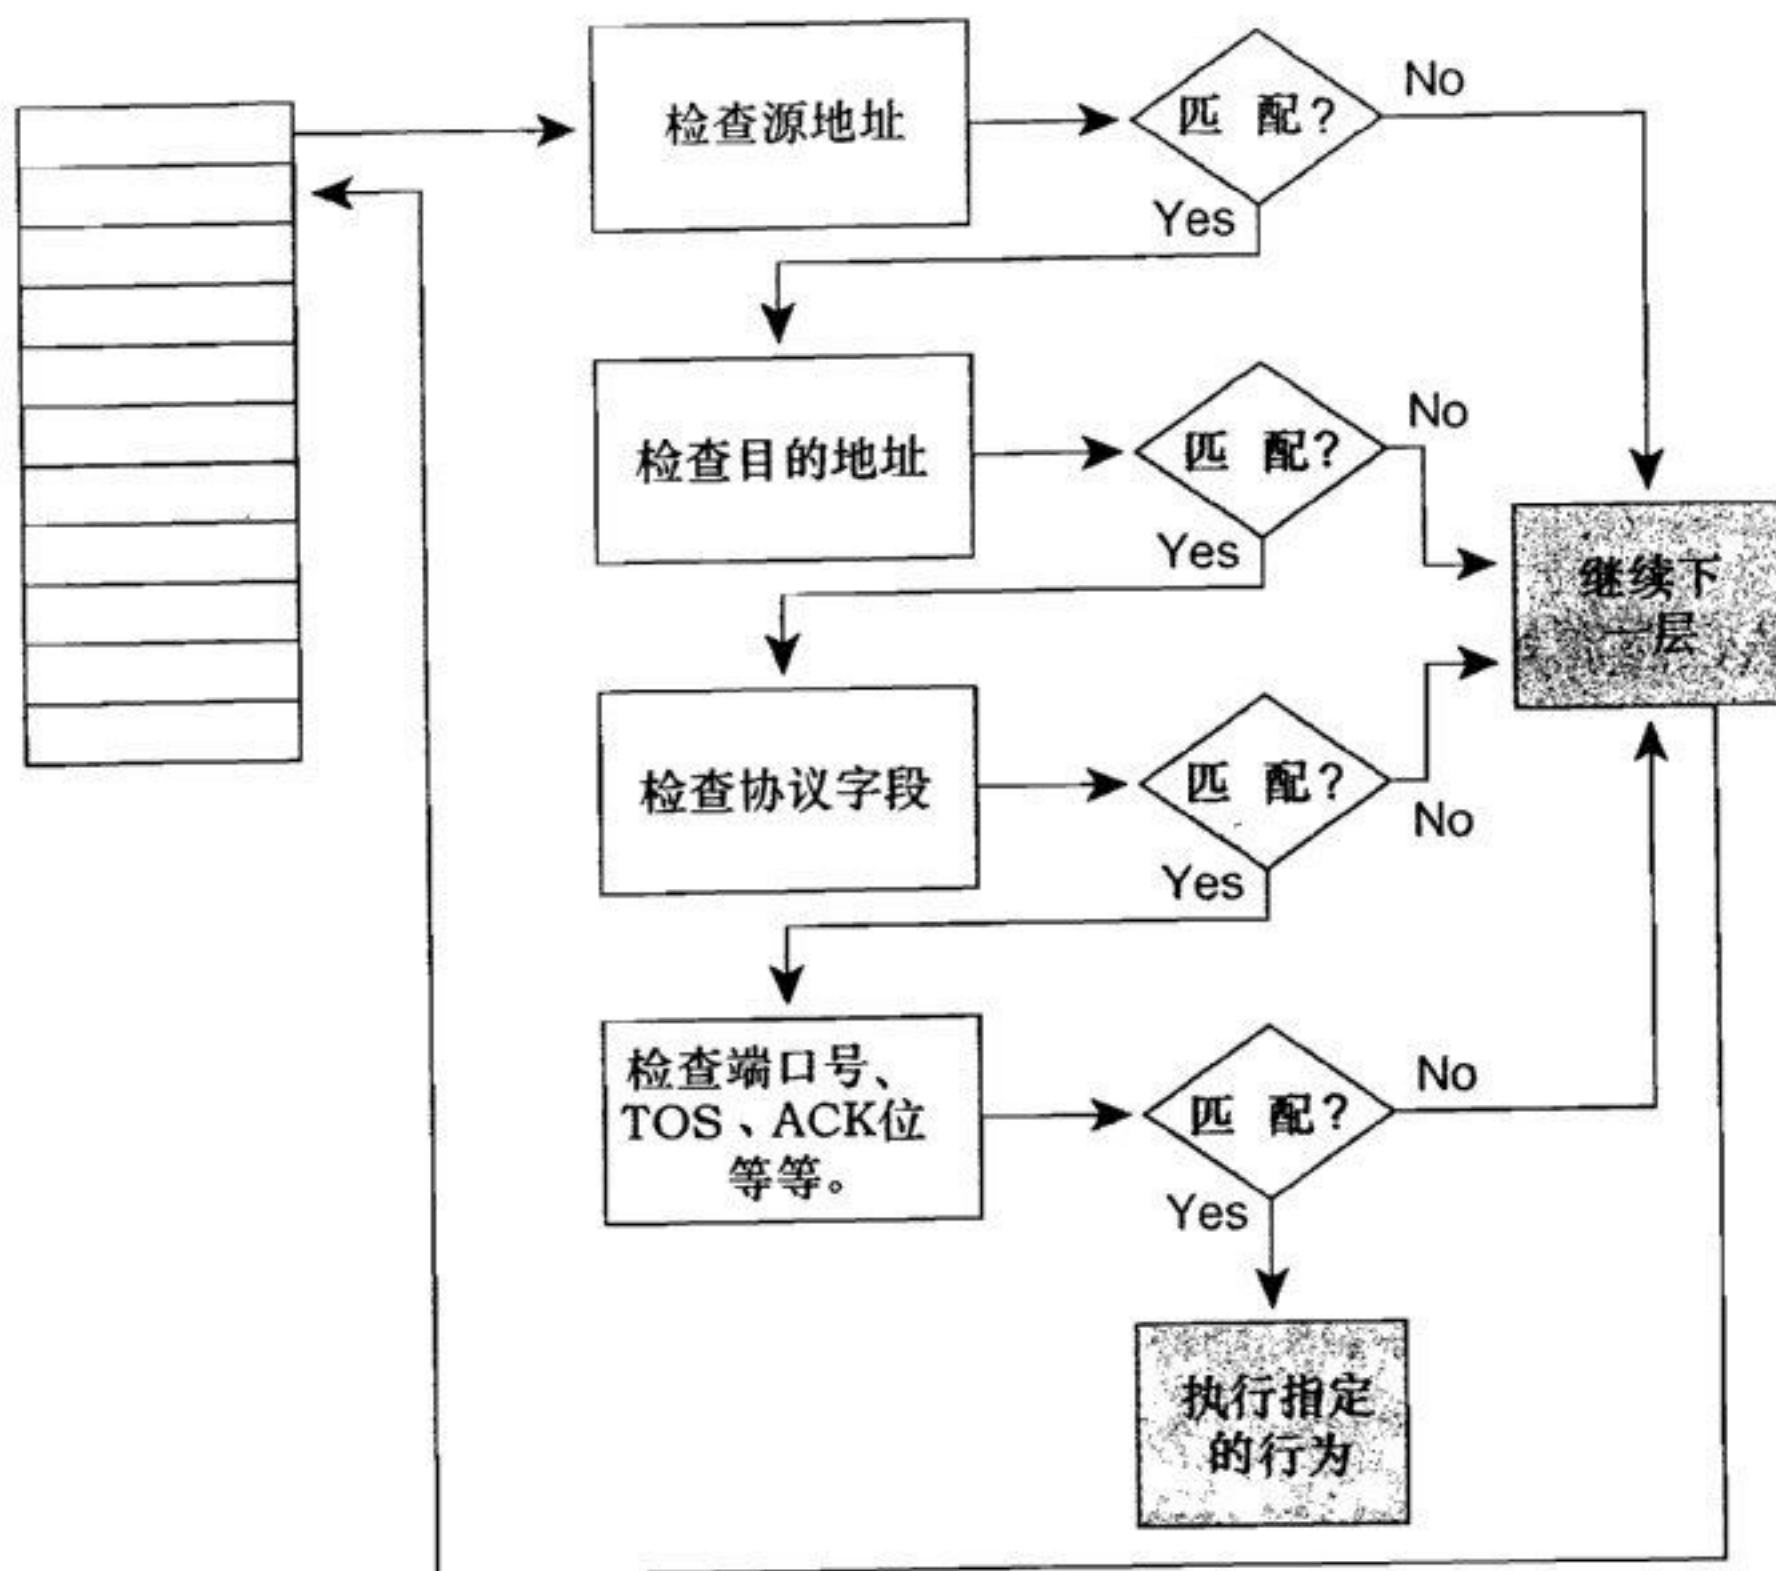 检查源地址
匹 配?
No
Yes
检查目的地址
匹 配?
No
Yes
继续下
一层
检查协议字段
匹 配?
No
Yes
检查端口号、
TOS、ACK位
等等。
匹 配?
No
Yes
执行指定
的行为